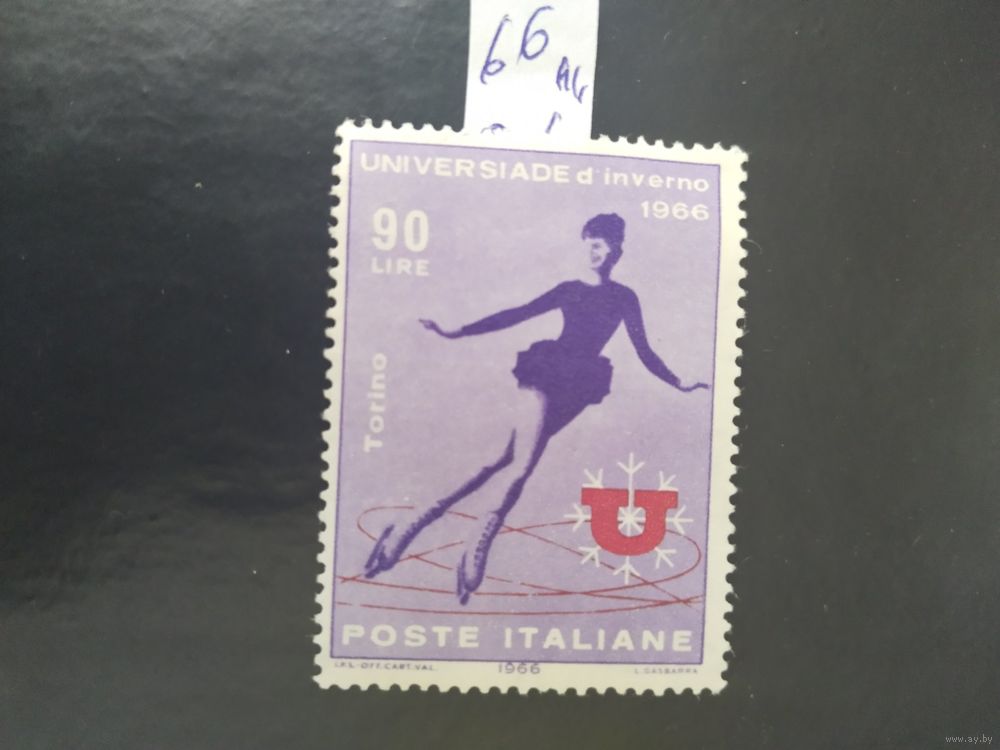 66
UNIVERSIADE d'inverno
1966
90
LIRE
Torino
U
POSTE ITALIANE
I.P.S.-OFF.CART.VAL.
1966
L.GASBARRA
www.ay.by